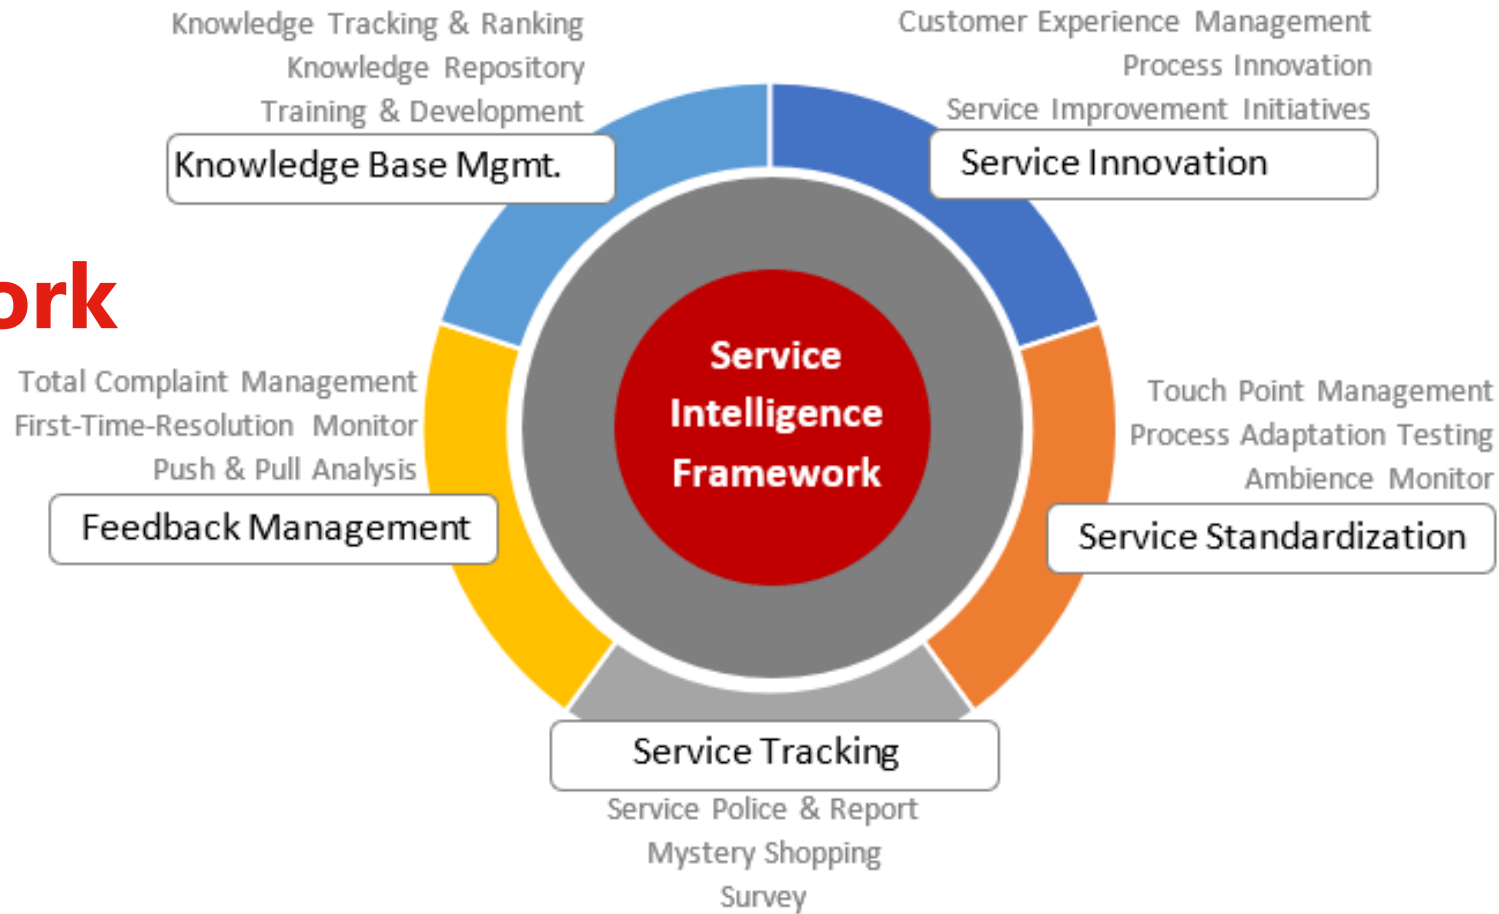 Knowledge Tracking & Ranking
Knowledge Repository
Training & Development
Knowledge Base Mgmt.
Customer Experience Management
Process Innovation
Service Improvement Initiatives
Service Innovation
ork
Service
Intelligence
Framework
Total Complaint Management
First-Time-Resolution Monitor
Push & Pull Analysis
Feedback Management
Touch Point Management
Process Adaptation Testing
Ambience Monitor
Service Standardization
Service Tracking
Service Police & Report
Mystery Shopping
Survey